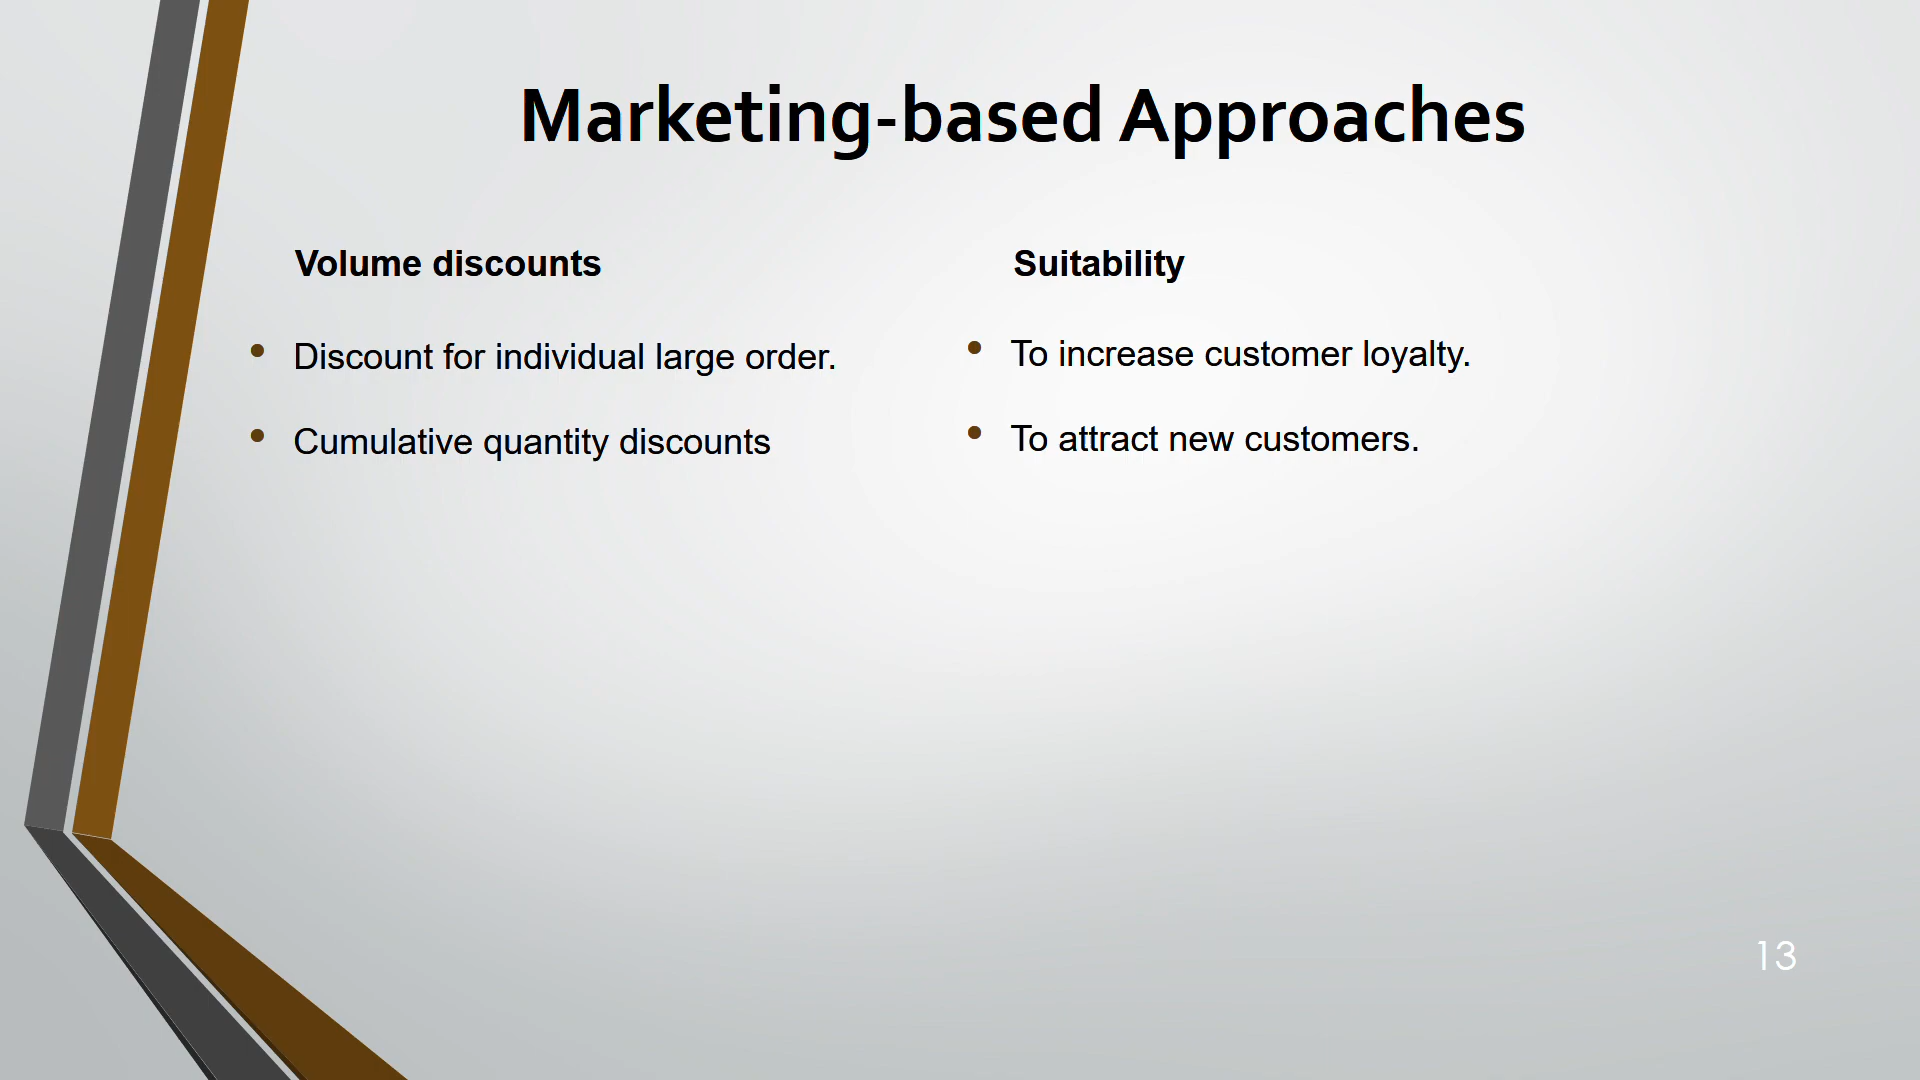 Marketing-based Approaches
Volume discounts
• Discount for individual large order.
• Cumulative quantity discounts
Suitability
• To increase customer loyalty.
• To attract new customers.
13